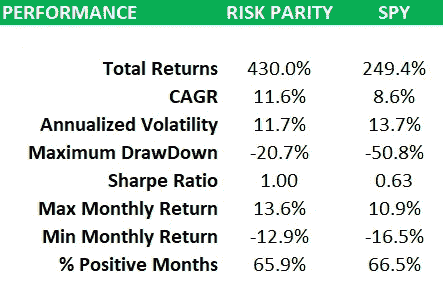 PERFORMANCE RISK PARITY SPY
Total Returns 430.0% 249.4%
CAGR 11.6% 8.6%
Annualized Volatility 11.7% 13.7%
Maximum DrawDown -20.7% -50.8%
Sharpe Ratio 1.00 0.63
Max Monthly Return 13.6% 10.9%
Min Monthly Return -12.9% -16.5%
% Positive Months 65.9% 66.5%